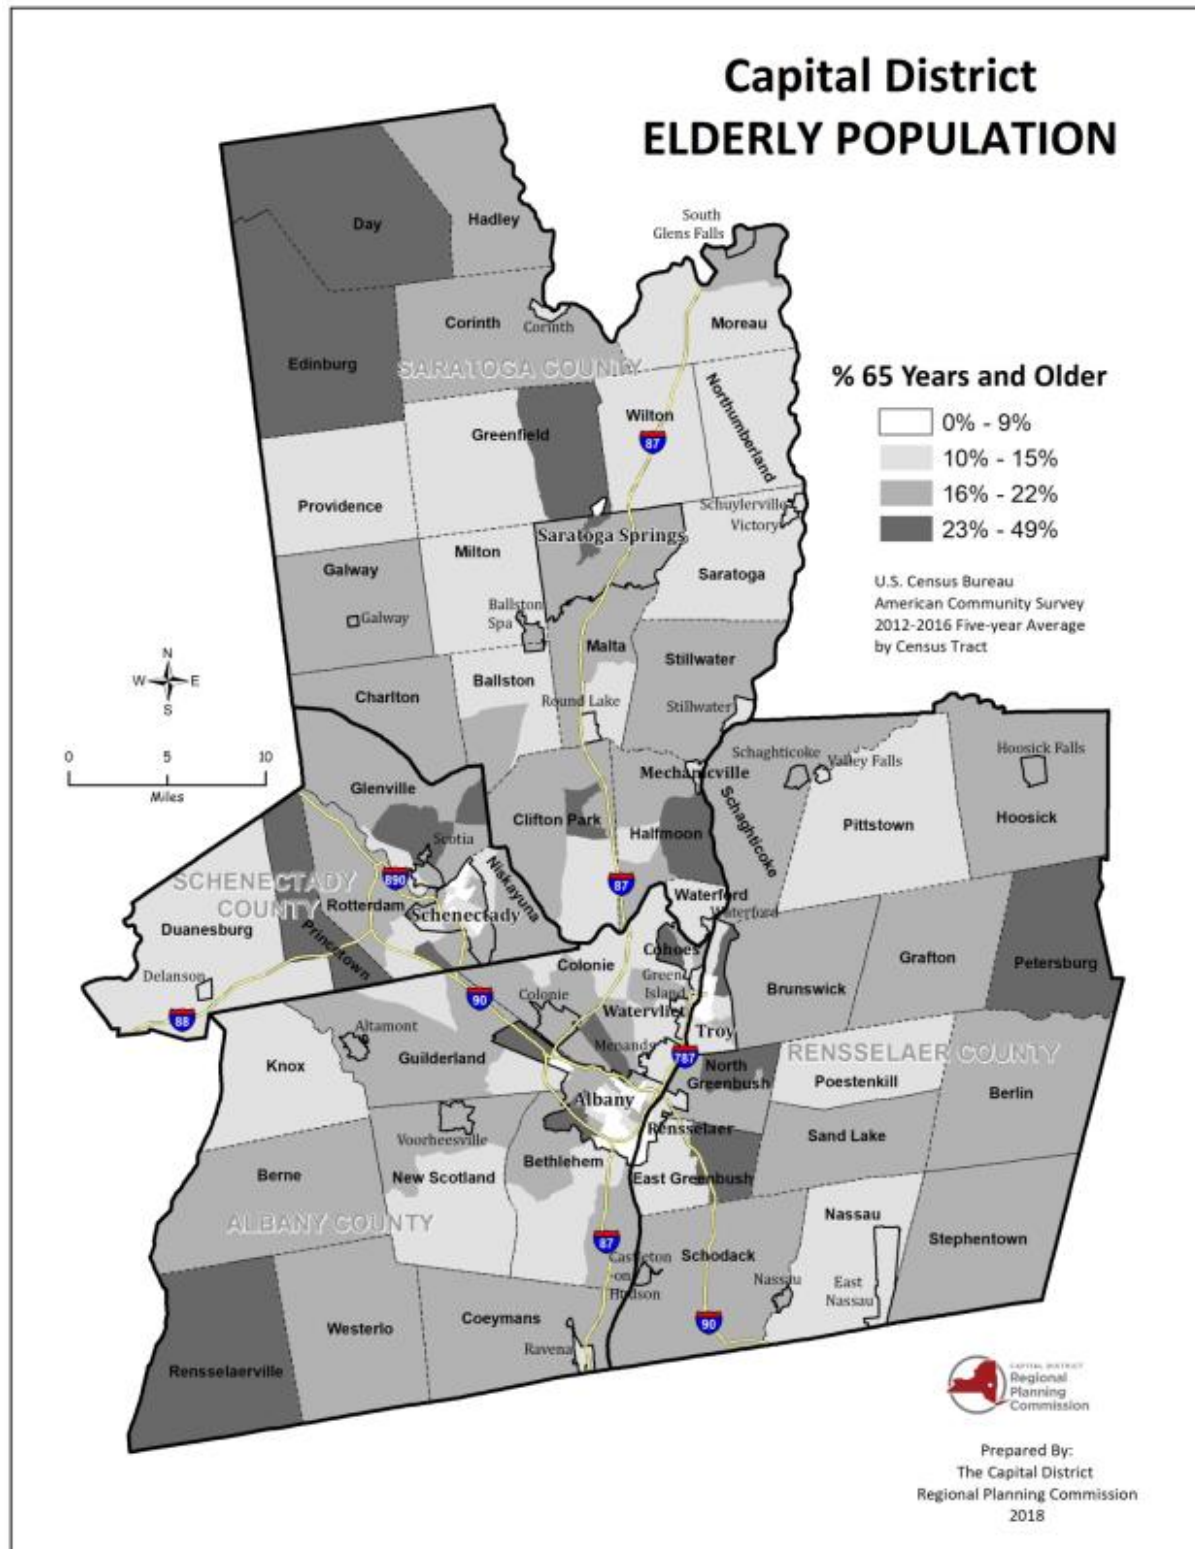 Capital District
ELDERLY POPULATION
South
Glens Falls
Day
Hadley
Moreau
Corinth
Corinth
Edinburg
SARATOGA COUNTY
% 65 Years and Older
0% - 9%
10% - 15%
16% - 22%
23% - 49%
Wilton
87
Northumberland
Greenfield
Providence
Schuylerville
Victory
Saratoga Springs
Milton
Galway
Saratoga
U.S. Census Bureau
American Community Survey
2012-2016 Five-year Average
by Census Tract
Galway
Ballston
Spa
Malta
Stillwater
N
W
E
S
Ballston
Charlton
Round Lake
Stillwater
0
5
10
Miles
Schaghticoke
Valley Falls
Hoosick Falls
Mechanicville
Glenville
Clifton Park
Halfmoon
Schaghticoke
Pittstown
Hoosick
Scotia
Niskayuna
890
87
SCHENECTADY
COUNTY
Rotterdam
Schenectady
Waterford
Waterford
Duanesburg
Princetown
Cohoes
Colonie
Green
Island
Grafton
Petersburg
Delanson
90
Colonie
Brunswick
88
Watervliet
Troy
Altamont
Guilderland
Menands
787
North
Greenbush
RENSSELAER COUNTY
Knox
Poestenkill
Berlin
Albany
Rensselaer
Sand Lake
Voorheesville
Bethlehem
Berne
New Scotland
East Greenbush
ALBANY COUNTY
Nassau
Stephentown
87
Castleton
-on
Hudson
Schodack
Nassau
East
Nassau
Coeymans
90
Westerlo
Ravena
Rensselaerville
CAPITAL DISTRICT
Regional
Planning
Commission
Prepared By:
The Capital District
Regional Planning Commission
2018